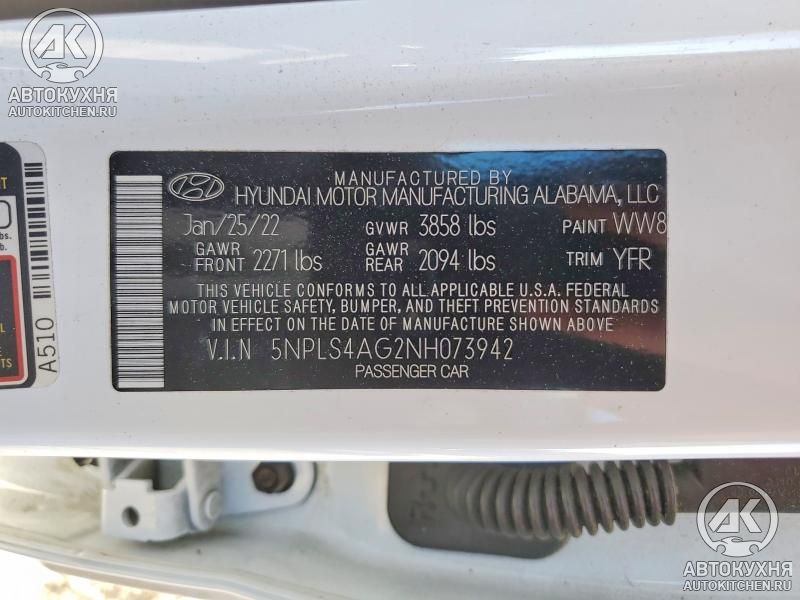 АК
АВТОКУХНЯ
AUTOKITCHEN.RU
lbs.
A510
MANUFACTURED BY
HYUNDAI MOTOR MANUFACTURING ALABAMA, LLC
Jan/25/22 GVWR 3858 lbs PAINT WW8
GAWR FRONT 2271 lbs GAWR REAR 2094 lbs TRIM YFR
THIS VEHICLE CONFORMS TO ALL APPLICABLE U.S.A. FEDERAL
MOTOR VEHICLE SAFETY, BUMPER, AND THEFT PREVENTION STANDARDS
IN EFFECT ON THE DATE OF MANUFACTURE SHOWN ABOVE
V.I.N 5NPLS4AG2NH073942
PASSENGER CAR
АК
АВТОКУХНЯ
AUTOKITCHEN.RU